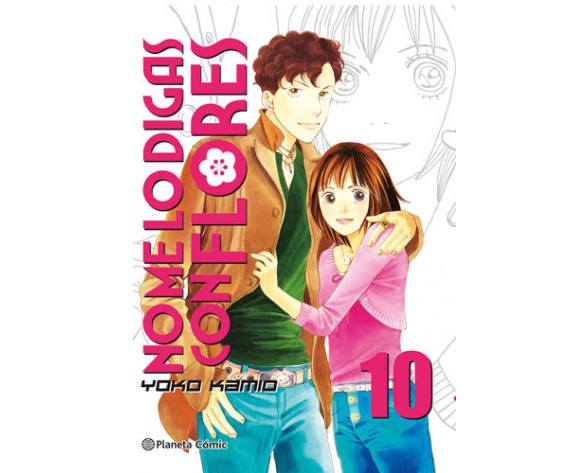 NO ME LO DIGAS
CON FLORES
YOKO KAMIO
10
Planeta Cómic